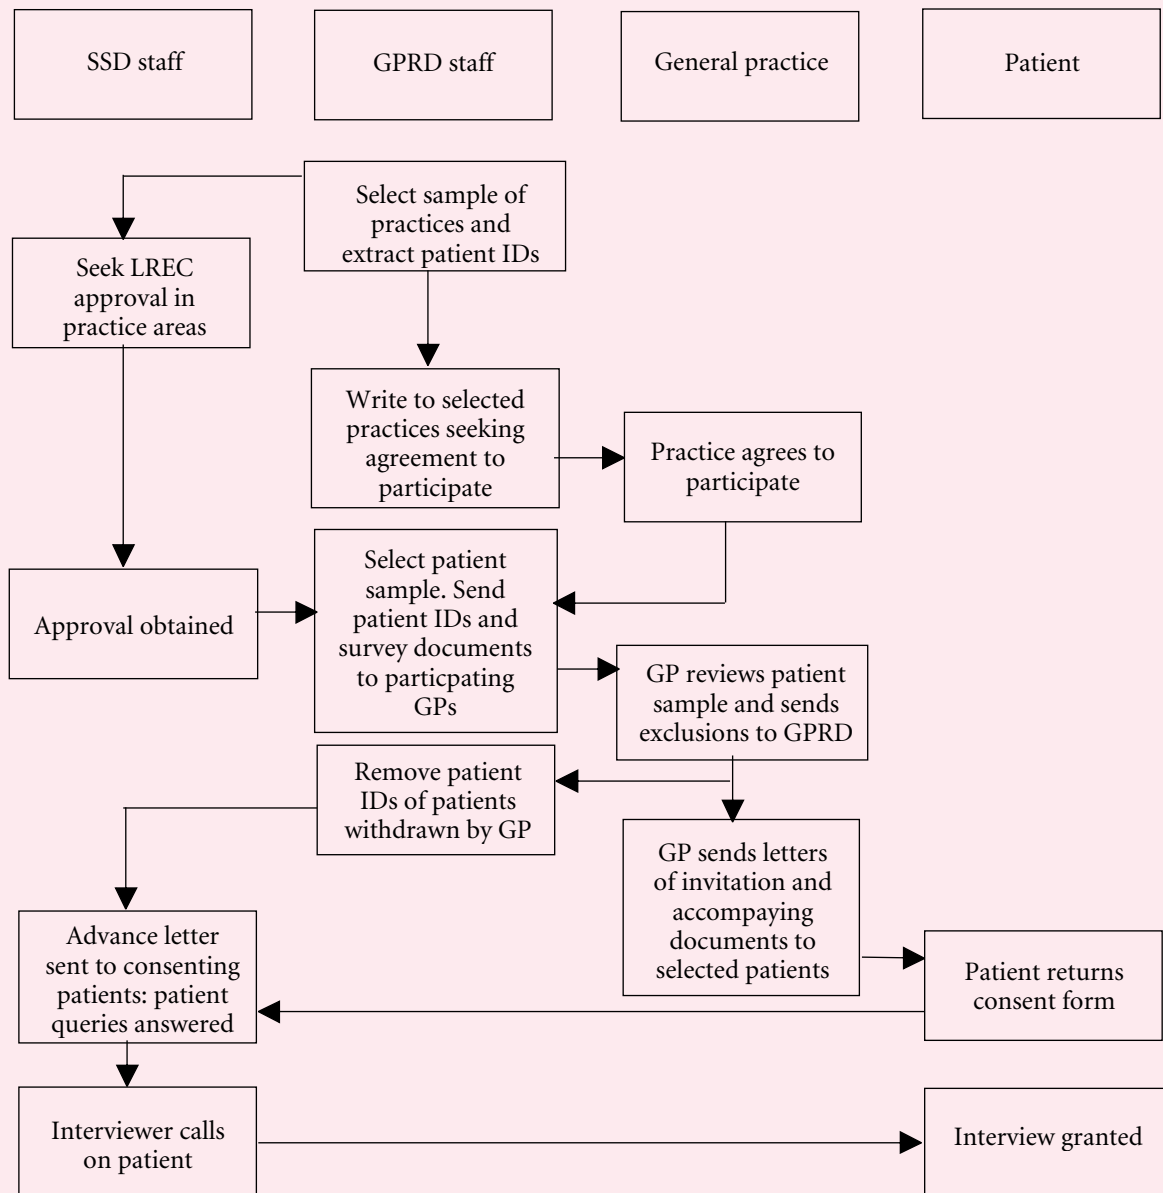 SSD staff
GPRD staff
General practice
Patient
Select sample of
practices and
extract patient IDs
Seek LREC
approval in
practice areas
Write to selected
practices seeking
agreement to
participate
Practice agrees to
participate
Approval obtained
Select patient
sample. Send
patient IDs and
survey documents
to particpating
GPs
GP reviews patient
sample and sends
exclusions to GPRD
Remove patient
IDs of patients
withdrawn by GP
GP sends letters
of invitation and
accompaying
documents to
selected patients
Advance letter
sent to consenting
patients: patient
queries answered
Patient returns
consent form
Interviewer calls
on patient
Interview granted